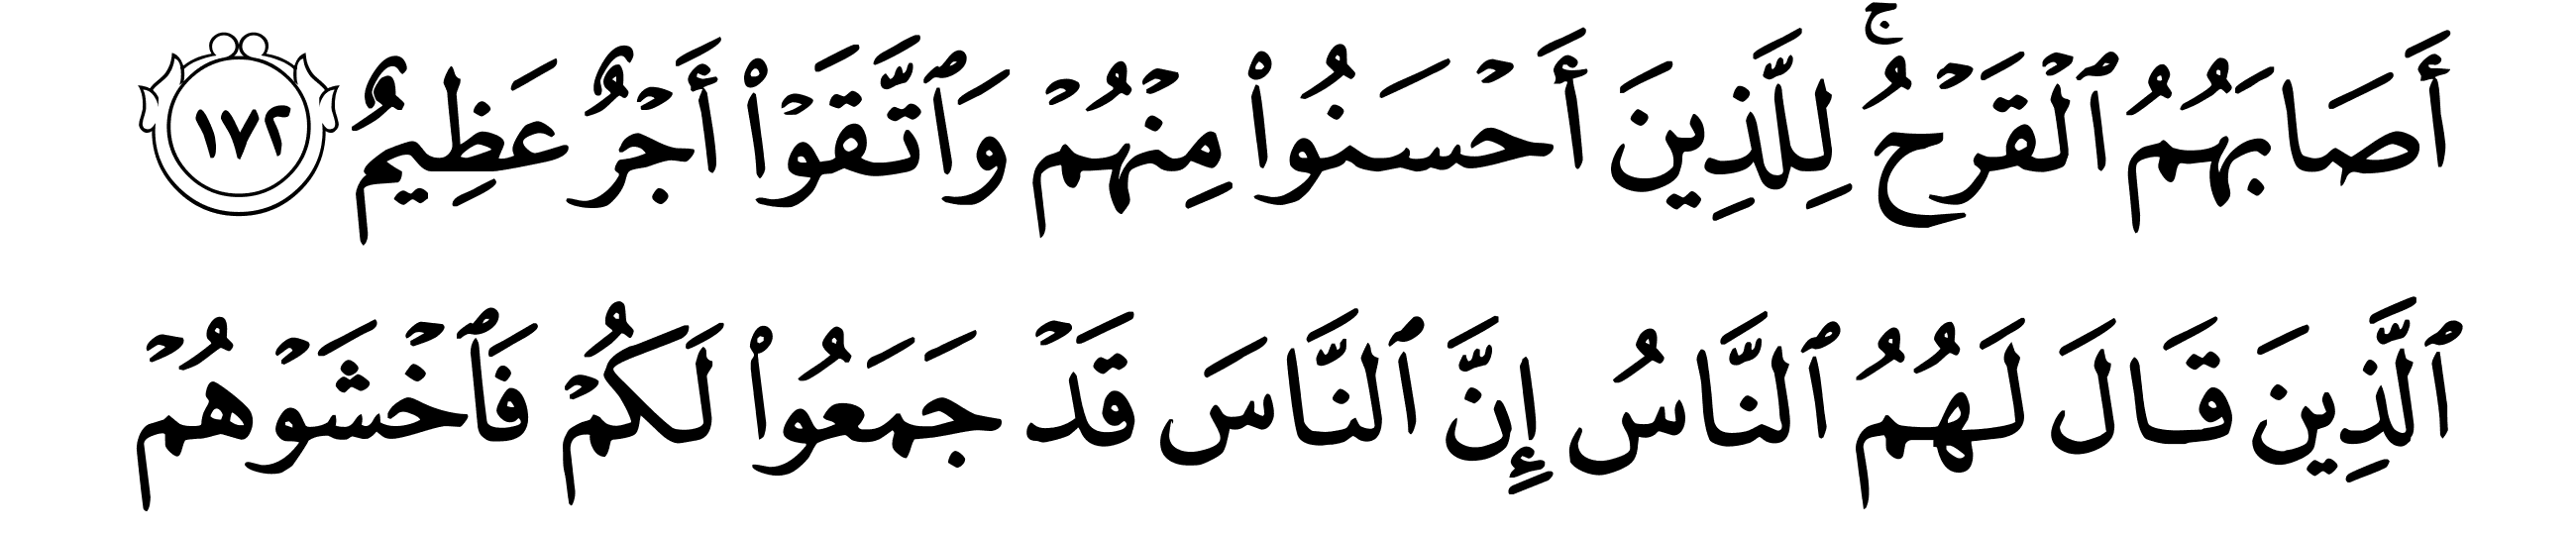 أَصَابَهُمُ ٱلْقَرْحُ ۚ لِلَّذِينَ أَحْسَنُوا۟ مِنْهُمْ وَٱتَّقَوْا۟ أَجْرٌ عَظِيمٌ ١٧٢
ٱلَّذِينَ قَالَ لَهُمُ ٱلنَّاسُ إِنَّ ٱلنَّاسَ قَدْ جَمَعُوا۟ لَكُمْ فَٱخْشَوْهُمْ